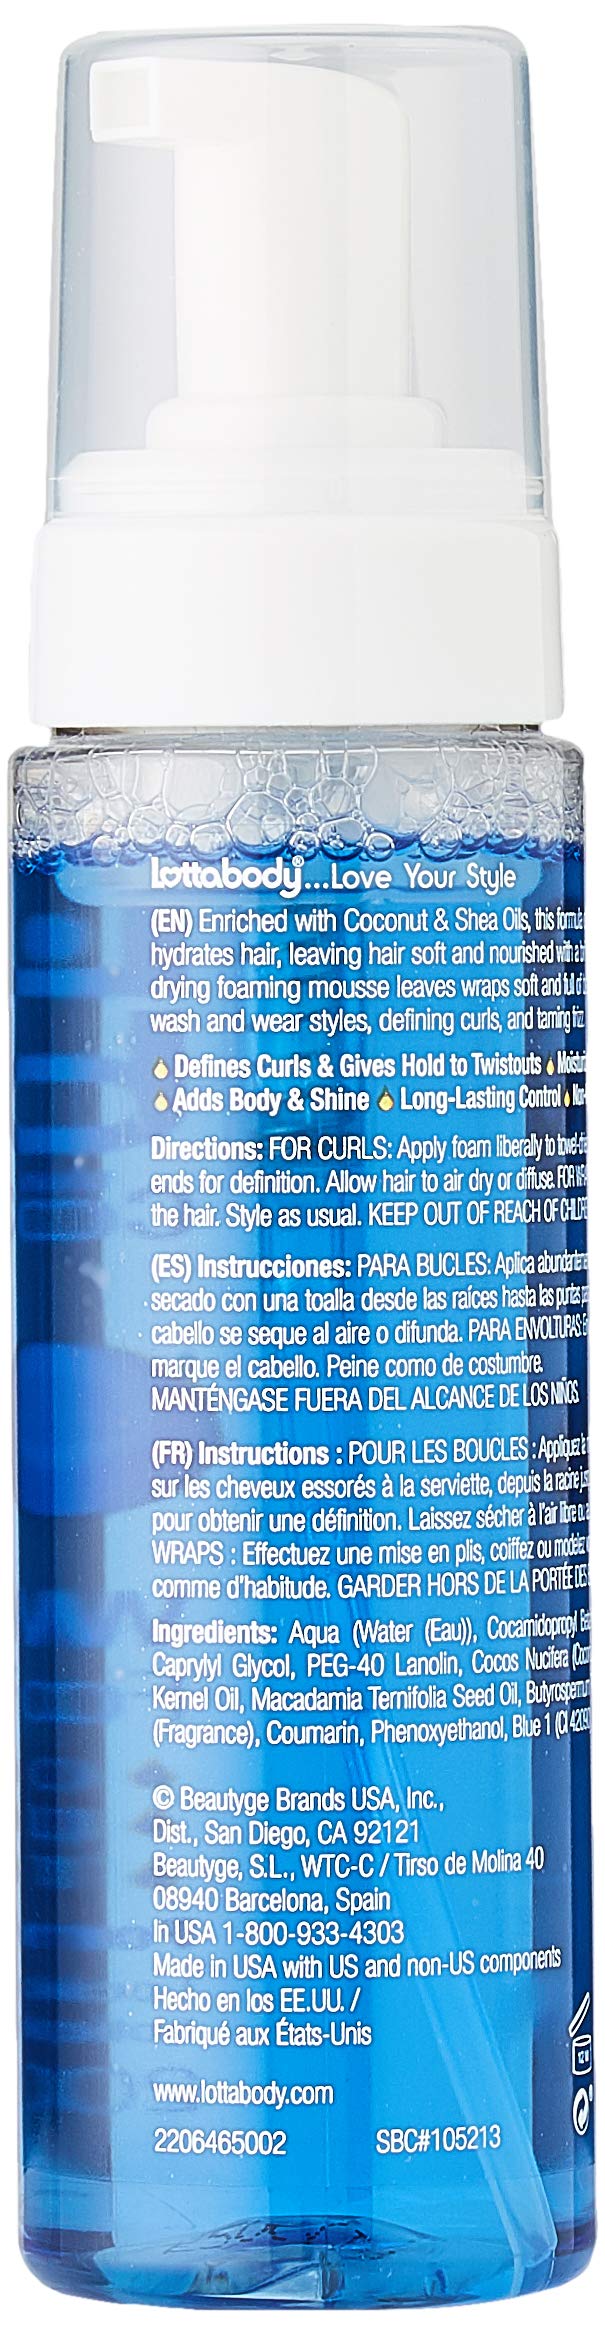 Lottabody®...Love Your Style
(EN) Enriched with Coconut & Shea Oils, this formula
hydrates hair, leaving hair soft and nourished with a
drying foaming mousse leaves wraps soft and full of
wash and wear styles, defining curls, and taming frizz.
Defines Curls & Gives Hold to Twistouts
Adds Body & Shine Long-Lasting Control
Directions: FOR CURLS: Apply foam liberally to
ends for definition. Allow hair to air dry or diffuse. FOR
the hair. Style as usual. KEEP OUT OF REACH OF
(ES) Instrucciones: PARA BUCLES: Aplica
secado con una toalla desde las raíces hasta las puntas
cabello se seque al aire o difunda. PARA ENVOLTURAS:
marque el cabello. Peine como de costumbre.
MANTÉNGASE FUERA DEL ALCANCE DE LOS NIÑOS.
(FR) Instructions : POUR LES BOUCLES : Appliquez la
sur les cheveux essorés à la serviette, depuis la racine
pour obtenir une définition. Laissez sécher à l'air libre ou
WRAPS : Effectuez une mise en plis, coiffez ou modelez
comme d'habitude. GARDER HORS DE LA PORTÉE DES
Ingredients: Aqua (Water (Eau)), Cocamidopropyl
Caprylyl Glycol, PEG-40 Lanolin, Cocos Nucifera
Kernel Oil, Macadamia Ternifolia Seed Oil, Butyrospermum
(Fragrance), Coumarin, Phenoxyethanol, Blue 1 (CI 42090)
© Beautyge Brands USA, Inc.,
Dist., San Diego, CA 92121
Beautyge, S.L., WTC-C / Tirso de Molina 40
08940 Barcelona, Spain
In USA 1-800-933-4303
Made in USA with US and non-US components
Hecho en los EE.UU. /
Fabriqué aux États-Unis
www.lottabody.com
2206465002 SBC#105213